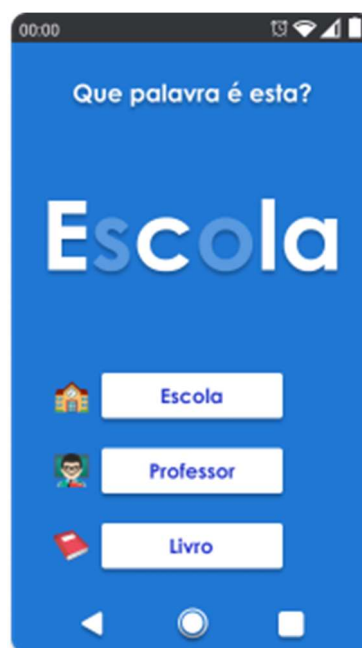 00:00
Que palavra é esta?
Escola
Escola
Professor
Livro